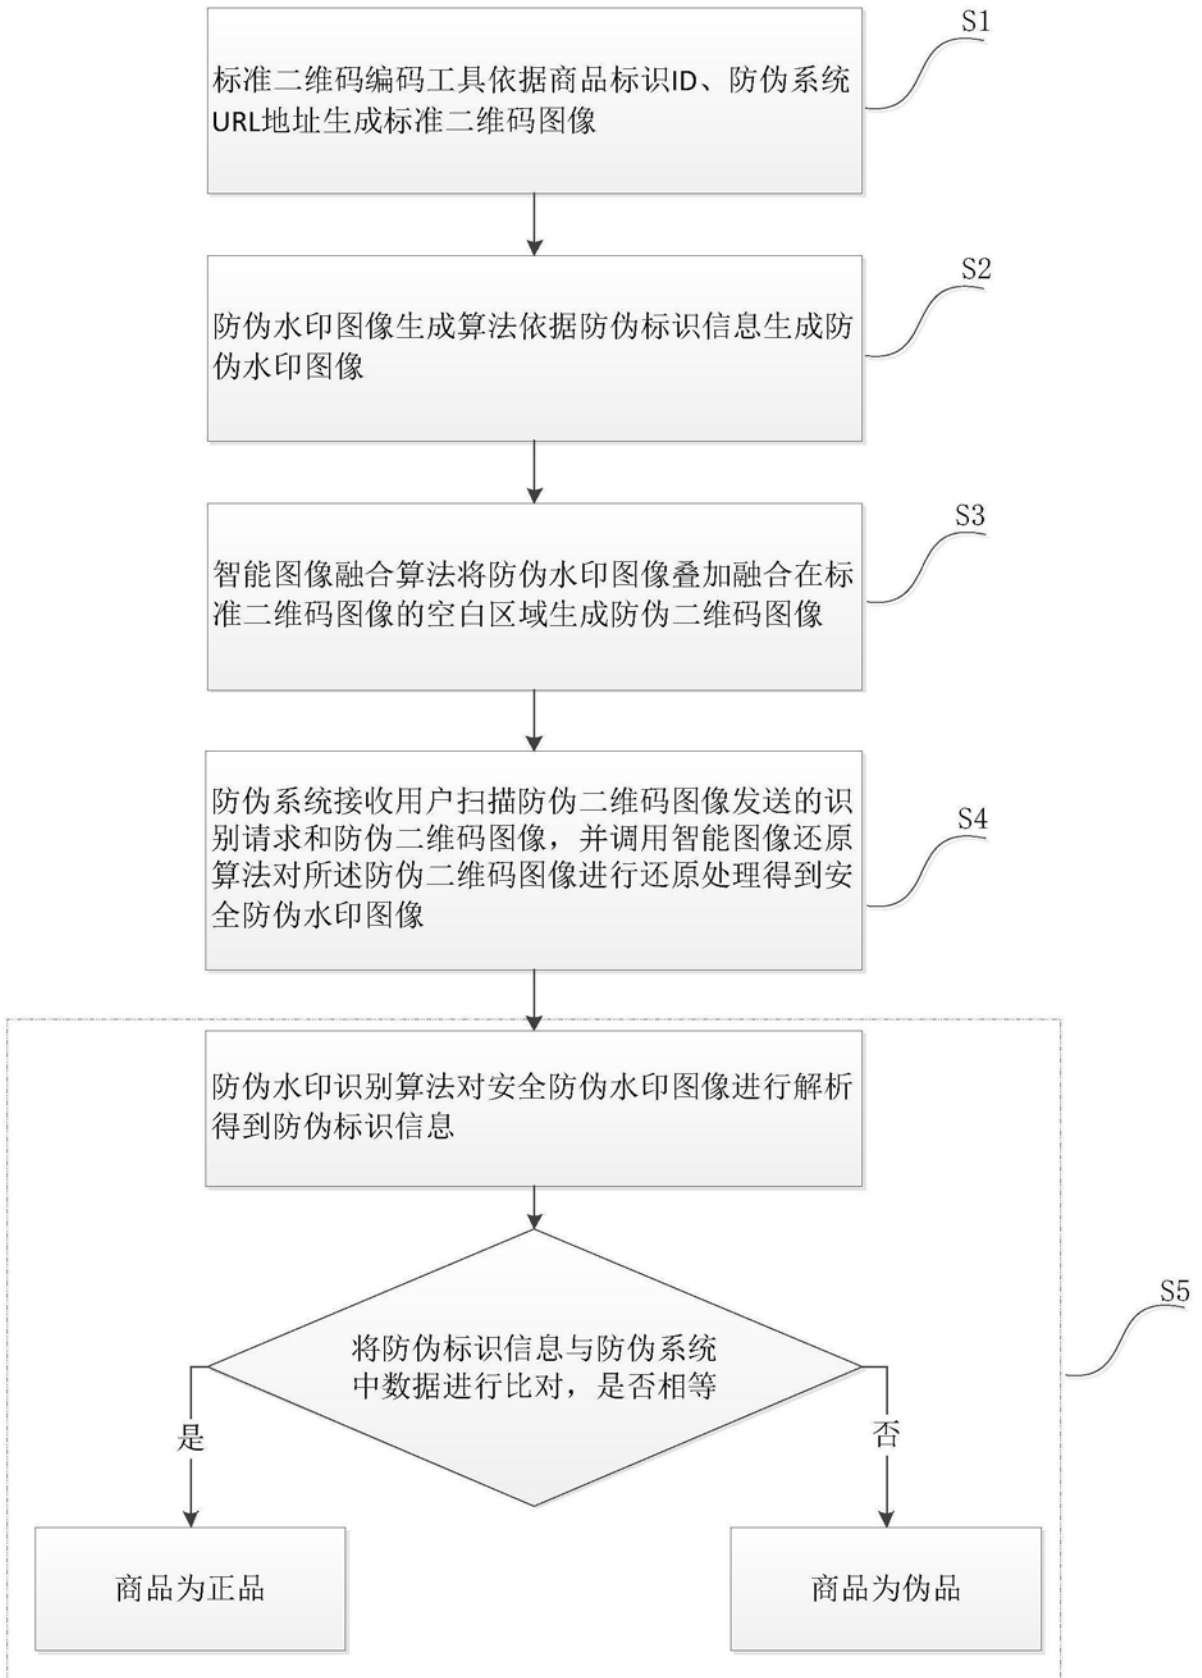 S1
标准二维码编码工具依据商品标识ID、防伪系统
URL地址生成标准二维码图像
S2
防伪水印图像生成算法依据防伪标识信息生成防
伪水印图像
S3
智能图像融合算法将防伪水印图像叠加融合在标
准二维码图像的空白区域生成防伪二维码图像
S4
防伪系统接收用户扫描防伪二维码图像发送的识
别请求和防伪二维码图像，并调用智能图像还原
算法对所述防伪二维码图像进行还原处理得到安
全防伪水印图像
防伪水印识别算法对安全防伪水印图像进行解析
得到防伪标识信息
S5
将防伪标识信息与防伪系统
中数据进行比对，是否相等
是
否
商品为正品
商品为伪品